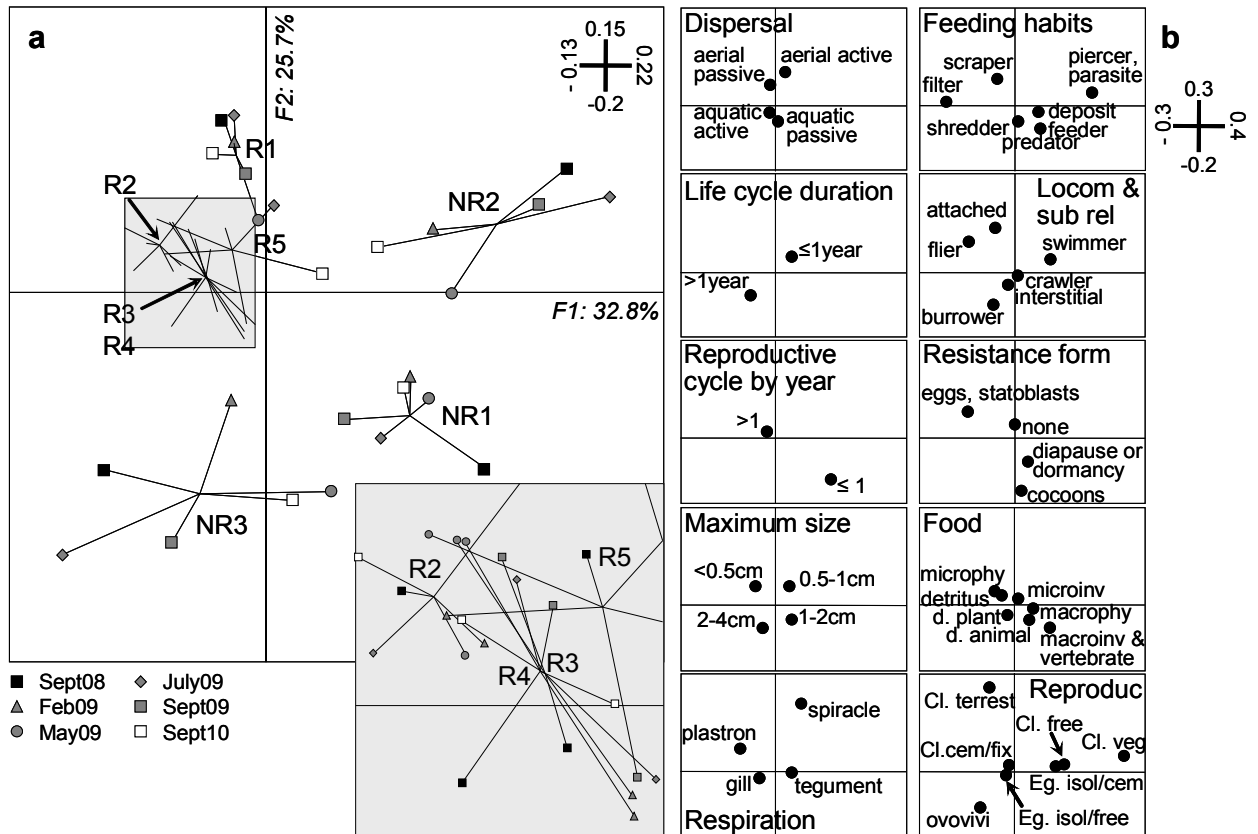 a
F2: 25.7%
0.15
- 0.13
0.22
-0.2
R1
R2
NR2
R5
F1: 32.8%
R3
R4
NR1
NR3
R5
R2
R3
R4
Sept08
July09
Feb09
Sept09
May09
Sept10
Dispersal
aerial
passive
aerial active
aquatic
active
aquatic
passive
Feeding habits
scraper
piercer,
parasite
filter
deposit
feeder
shredder
predator
b
0.3
-0.3
0.4
-0.2
Life cycle duration
≤1year
>1year
Locom &
sub rel
attached
flier
swimmer
crawler
interstitial
burrower
Reproductive
cycle by year
>1
≤ 1
Resistance form
eggs, statoblasts
none
diapause or
dormancy
cocoons
Maximum size
<0.5cm
0.5-1cm
2-4cm
1-2cm
Food
microphy
detritus
microinv
macrophy
d. plant
d. animal
macroinv &
vertebrate
spiracle
plastron
gill
tegument
Respiration
Reproduc
Cl. terrest
Cl. free
Cl. veg
Cl.cem/fix
Eg. isol/cem
Eg. isol/free
ovovivi